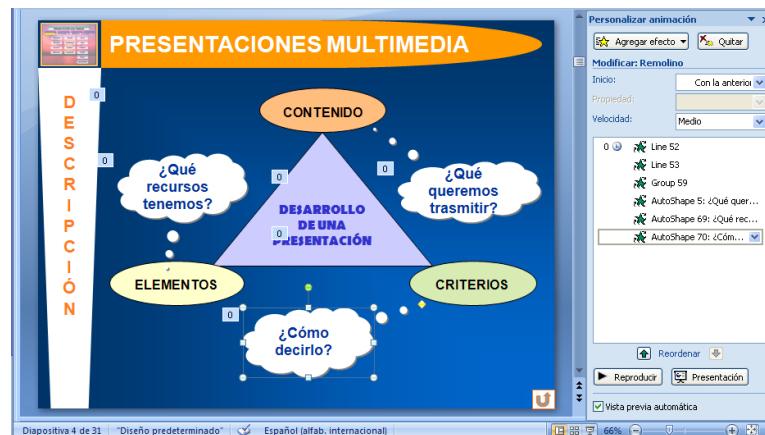 PRESENTACIONES MULTIMEDIA
D
E
S
C
R
I
P
C
I
Ó
N
0
0
0
0
0
0
CONTENIDO
¿Qué
recursos
tenemos?
¿Qué
queremos
trasmitir?
DESARROLLO
DE UNA
PRESENTACIÓN
ELEMENTOS
CRITERIOS
¿Cómo
decirlo?
Personalizar animación
Agregar efecto
Quitar
Modificar: Remolino
Inicio:
Con la anterior
Propiedad:
Velocidad:
Medio
0
Line 52
Line 53
Group 59
AutoShape 5: ¿Qué quer...
AutoShape 69: ¿Qué rec...
AutoShape 70: ¿Cóm...
Reordenar
Reproducir
Presentación
Vista previa automática
Diapositiva 4 de 31
"Diseño predeterminado"
Español (alfab. internacional)
66%